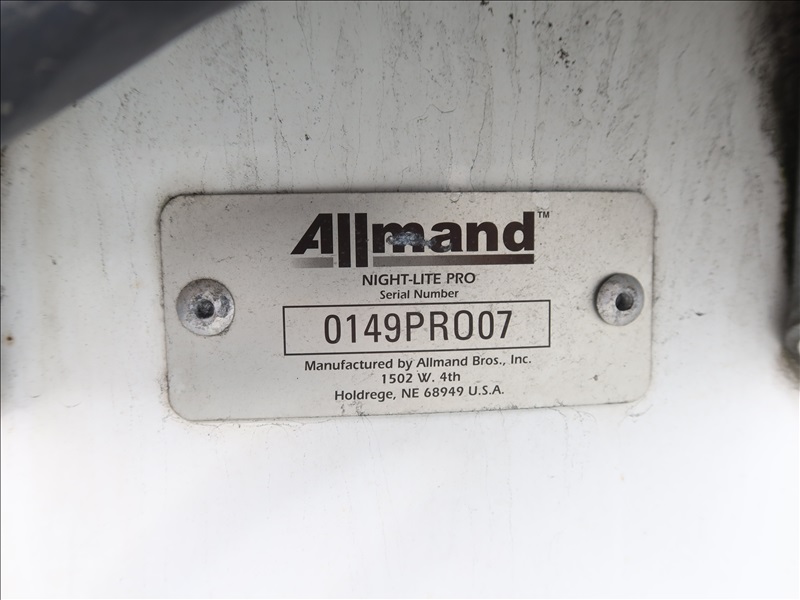 Allmand™
NIGHT-LITE PRO
Serial Number
0149PRO07
Manufactured by Allmand Bros., Inc.
1502 W. 4th
Holdrege, NE 68949 U.S.A.